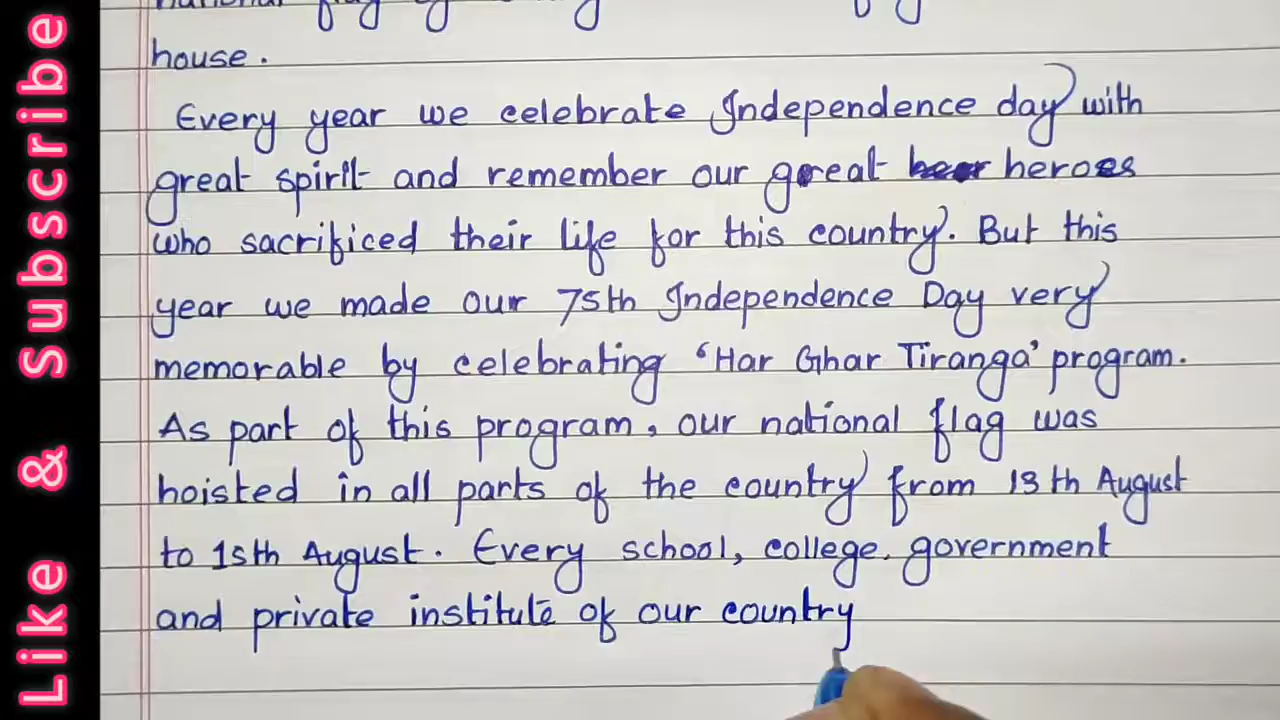 house.
Every year we celebrate Independence day with
great spirit and remember our great heroes
who sacrificed their life for this country. But this
year we made our 75th Independence Day very
memorable by celebrating 'Har Ghar Tiranga' program.
As part of this program, our national flag was
hoisted in all parts of the country from 13th August
to 15th August. Every school, college, government
and private institute of our country
Like & Subscribe